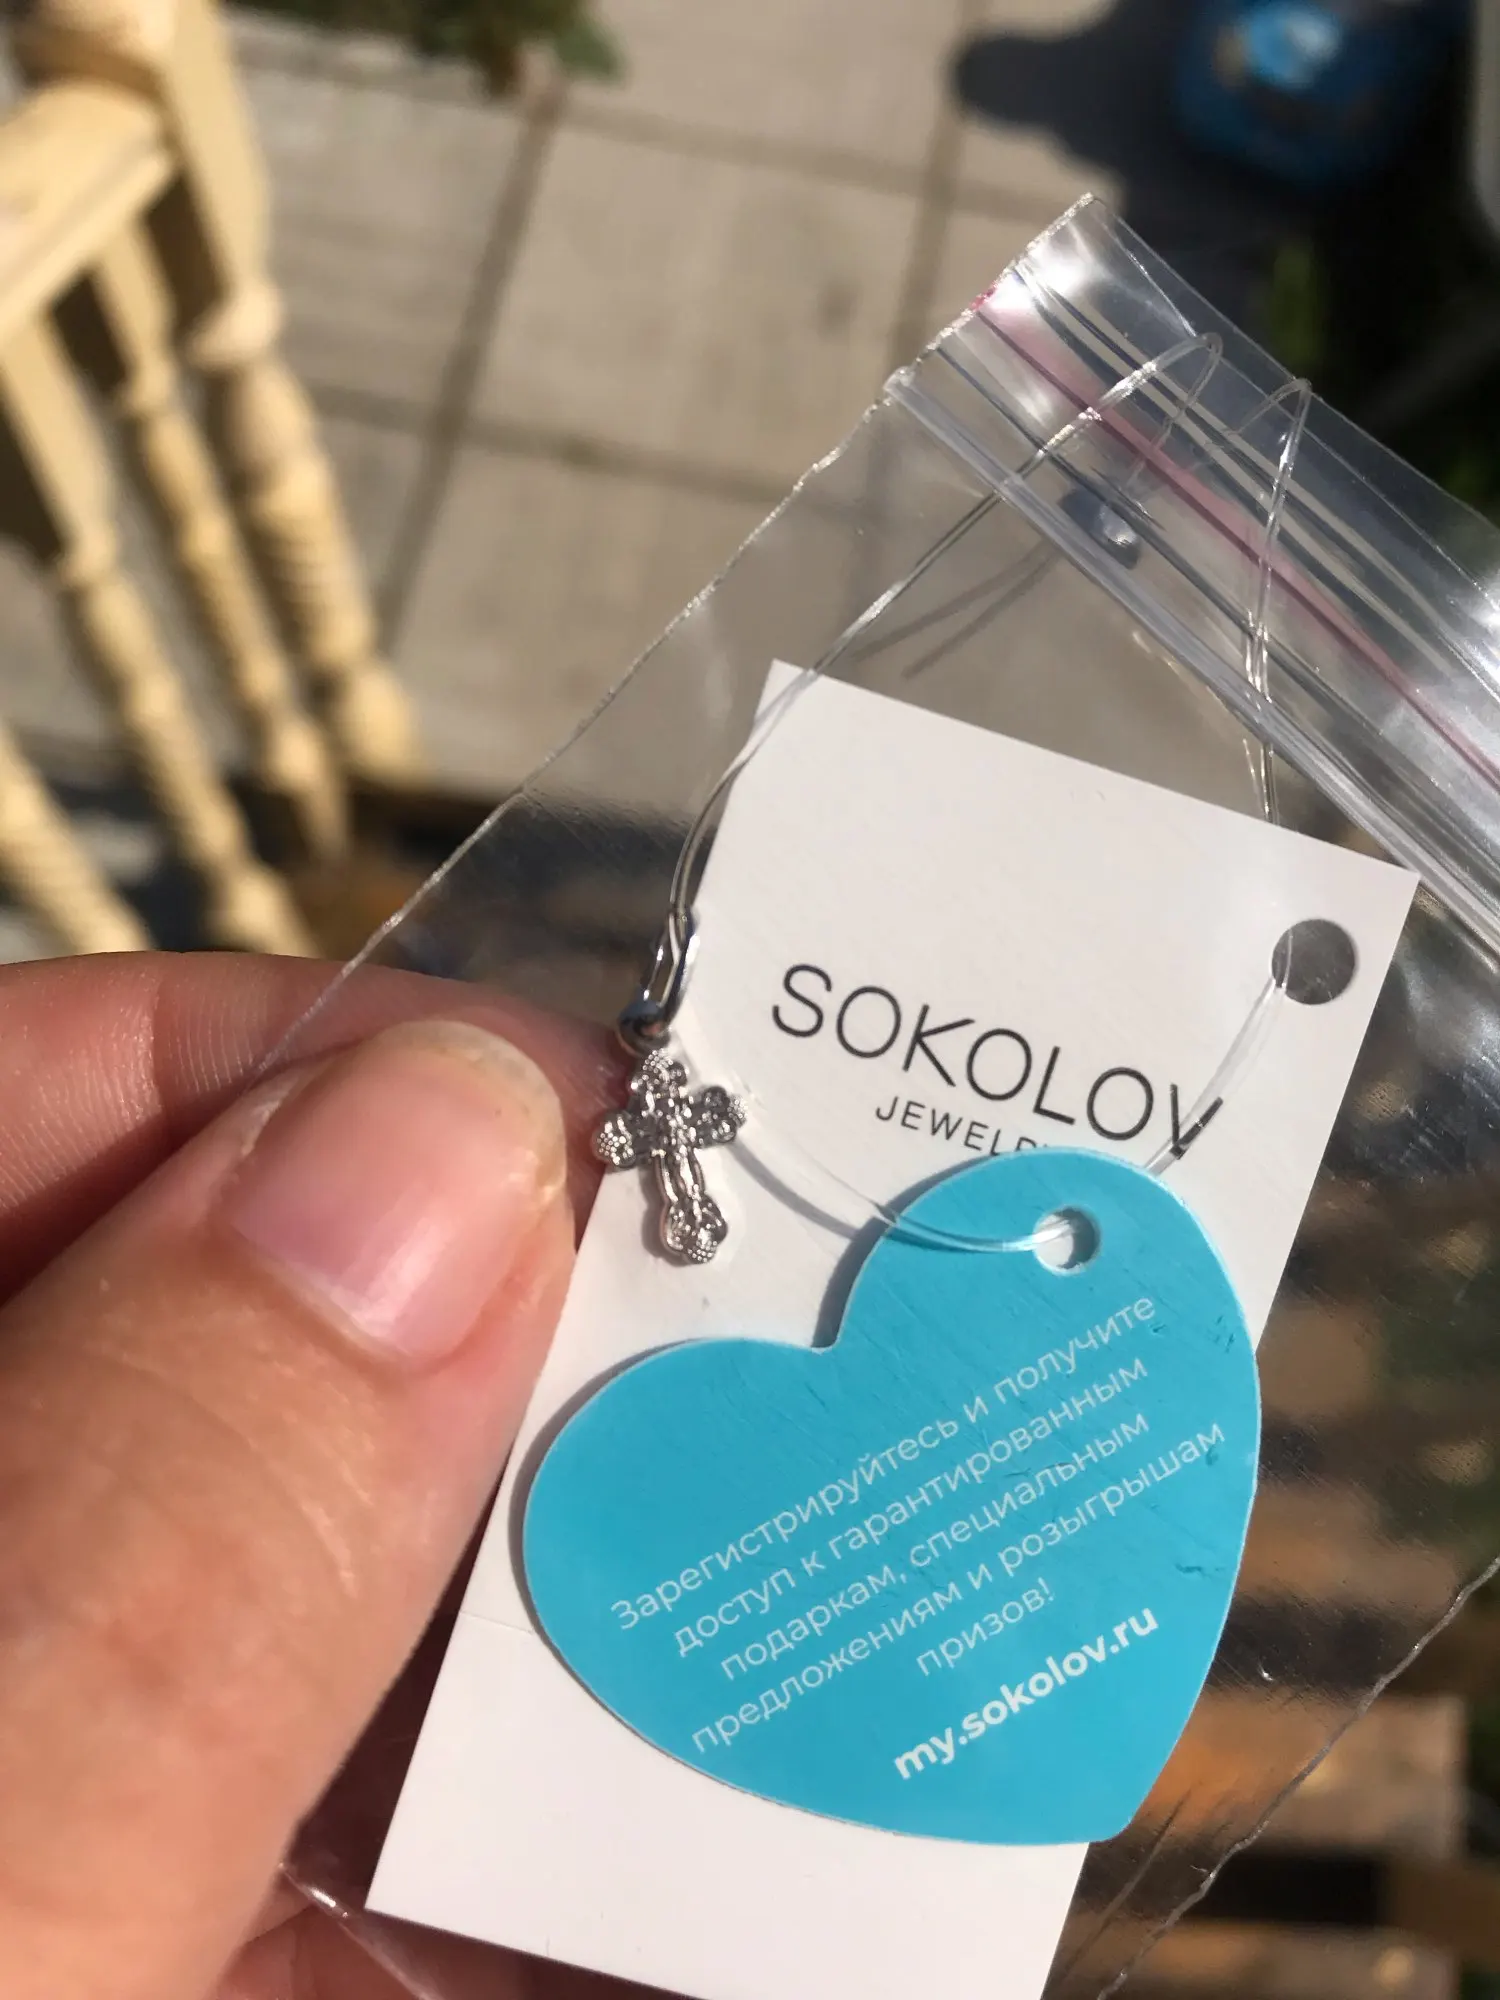 SOKOLOV
Зарегистрируйтесь и получите
доступ к гарантированным
подаркам, специальным
предложениям и розыгрышам
призов!
my.sokolov.ru